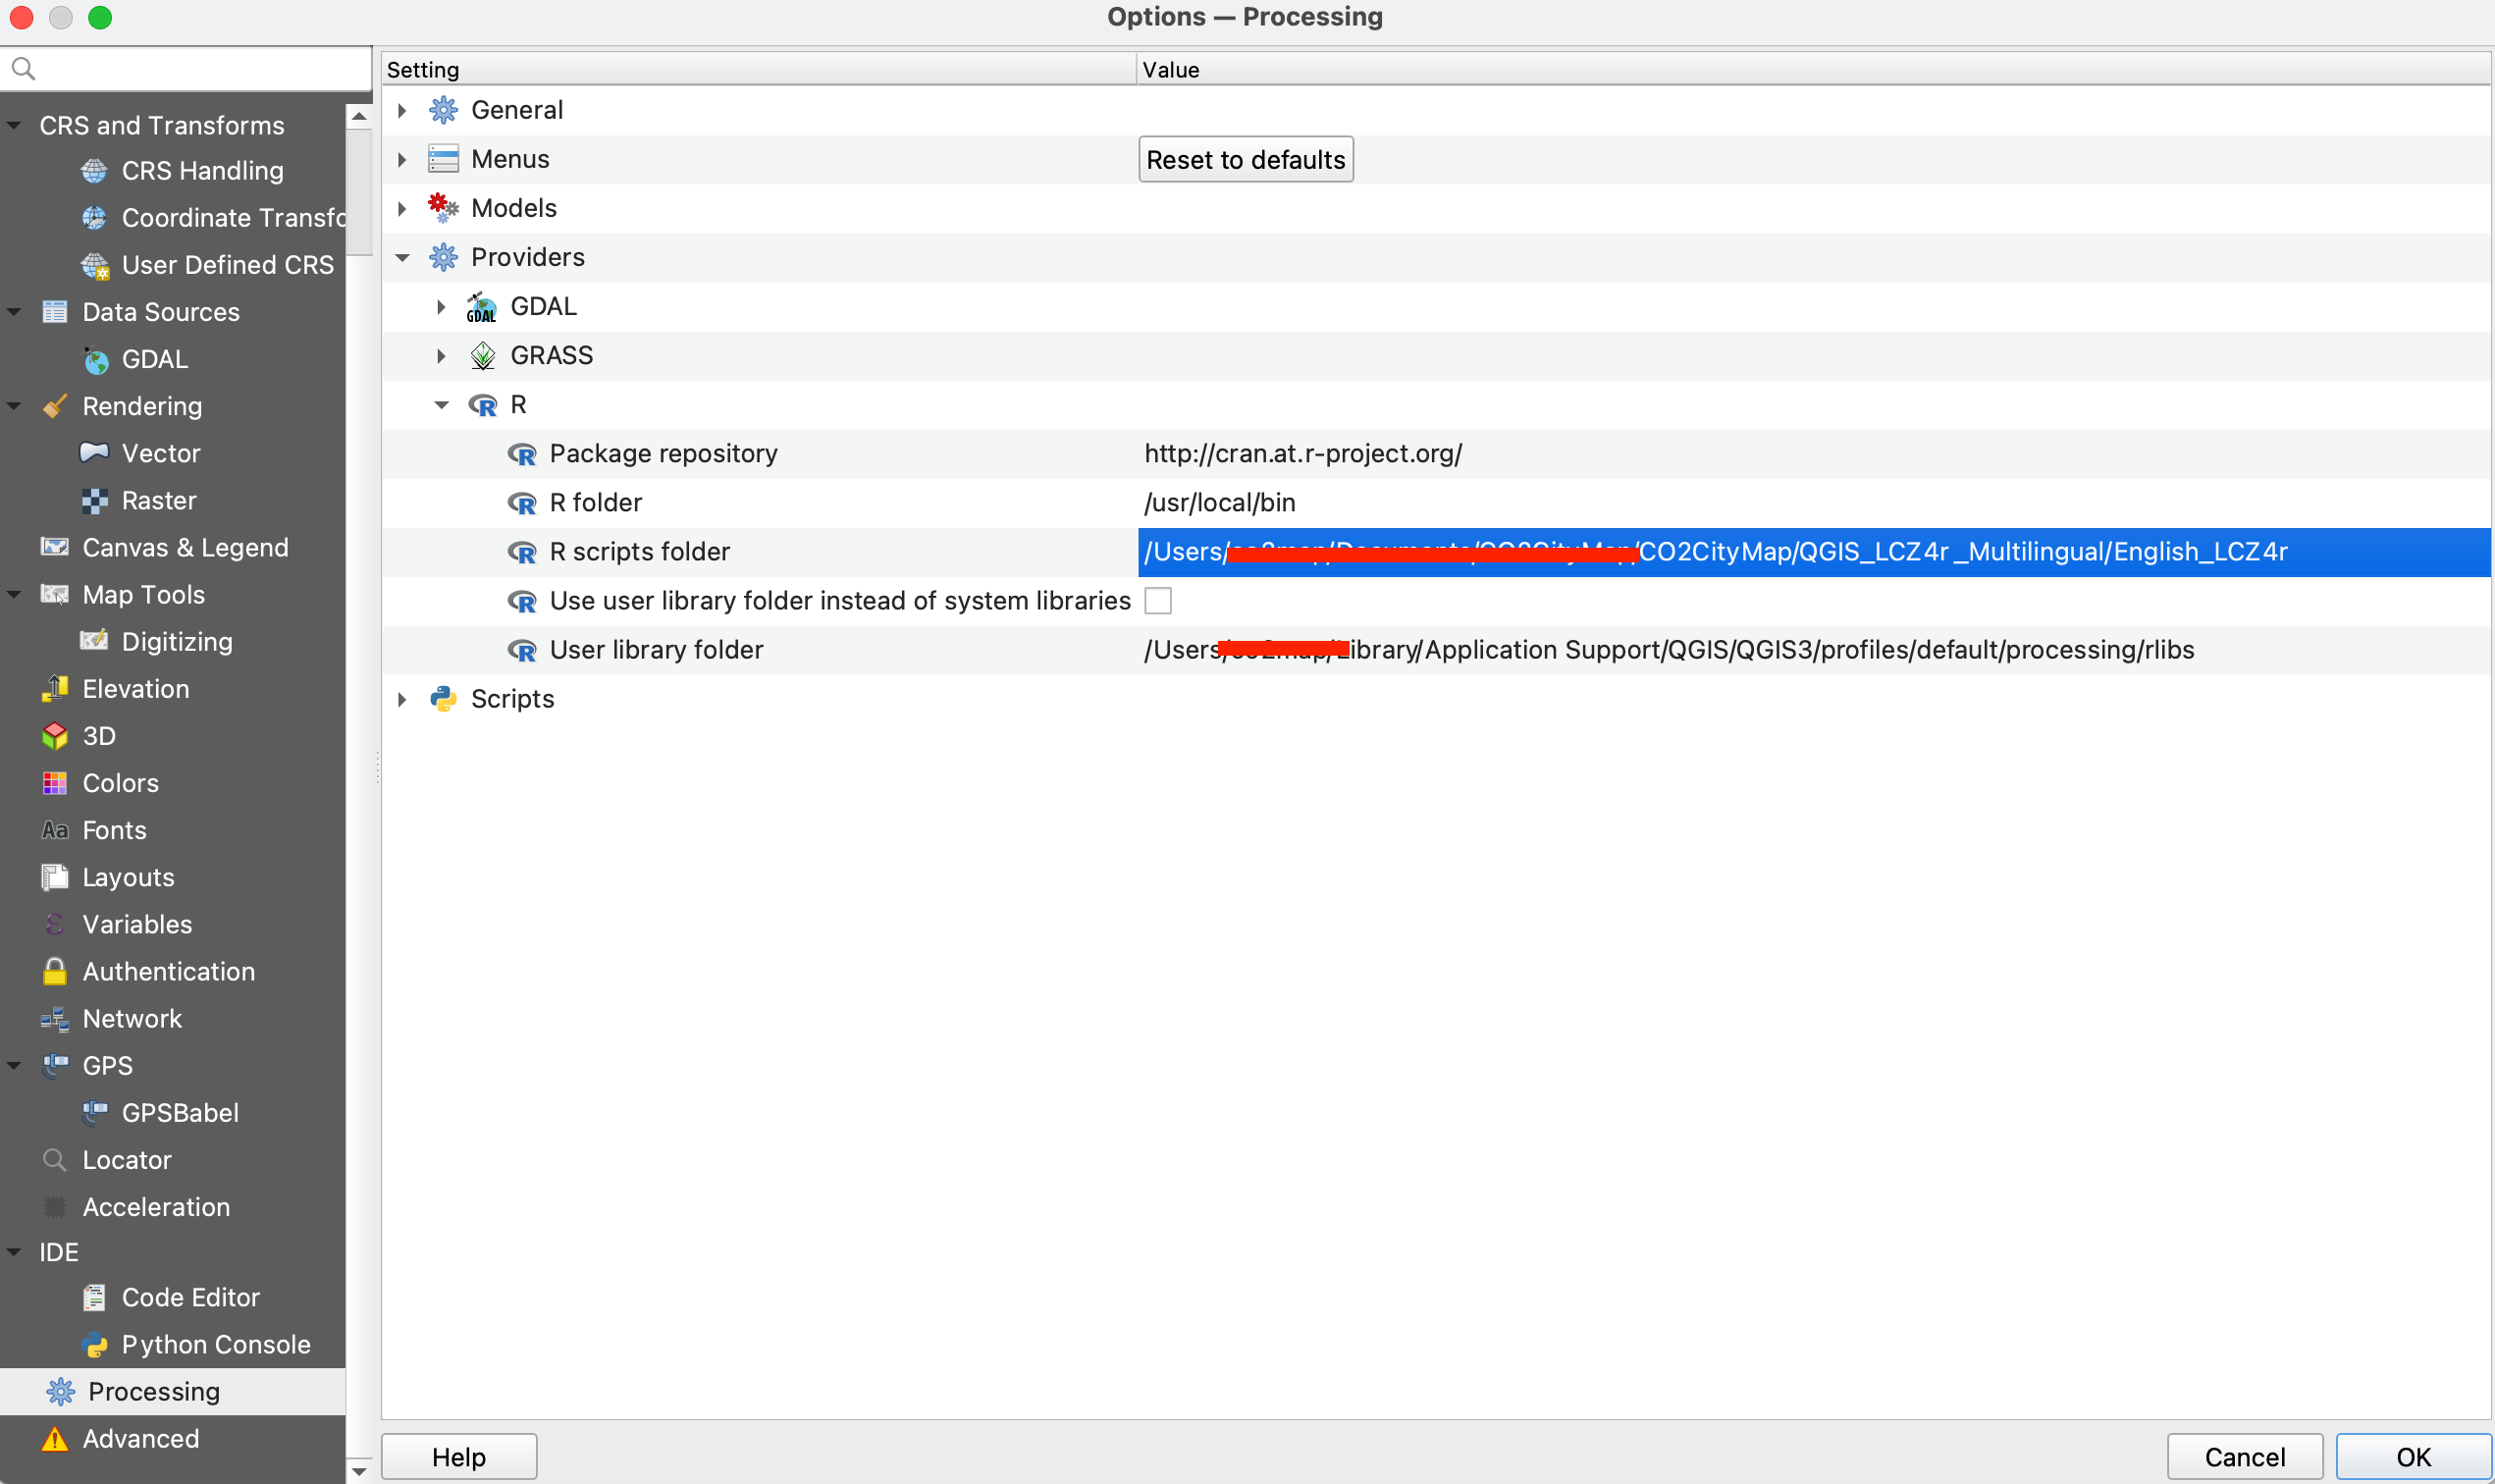 Options — Processing
Setting
Value
CRS and Transforms
CRS Handling
Coordinate Transfo
User Defined CRS
Data Sources
GDAL
Rendering
Vector
Raster
Canvas & Legend
Map Tools
Digitizing
Elevation
3D
Colors
Aa Fonts
Layouts
ε Variables
Authentication
Network
GPS
GPSBabel
Locator
Acceleration
IDE
Code Editor
Python Console
Processing
Advanced
General
Menus
Reset to defaults
Models
Providers
GDAL GDAL
GRASS
R R
R Package repository
http://cran.at.r-project.org/
R R folder
/usr/local/bin
R R scripts folder
/Users/ CO2CityMap/QGIS_LCZ4r_Multilingual/English_LCZ4r
R Use user library folder instead of system libraries
R User library folder
/Users ibrary/Application Support/QGIS/QGIS3/profiles/default/processing/rlibs
Scripts
Help
Cancel
OK